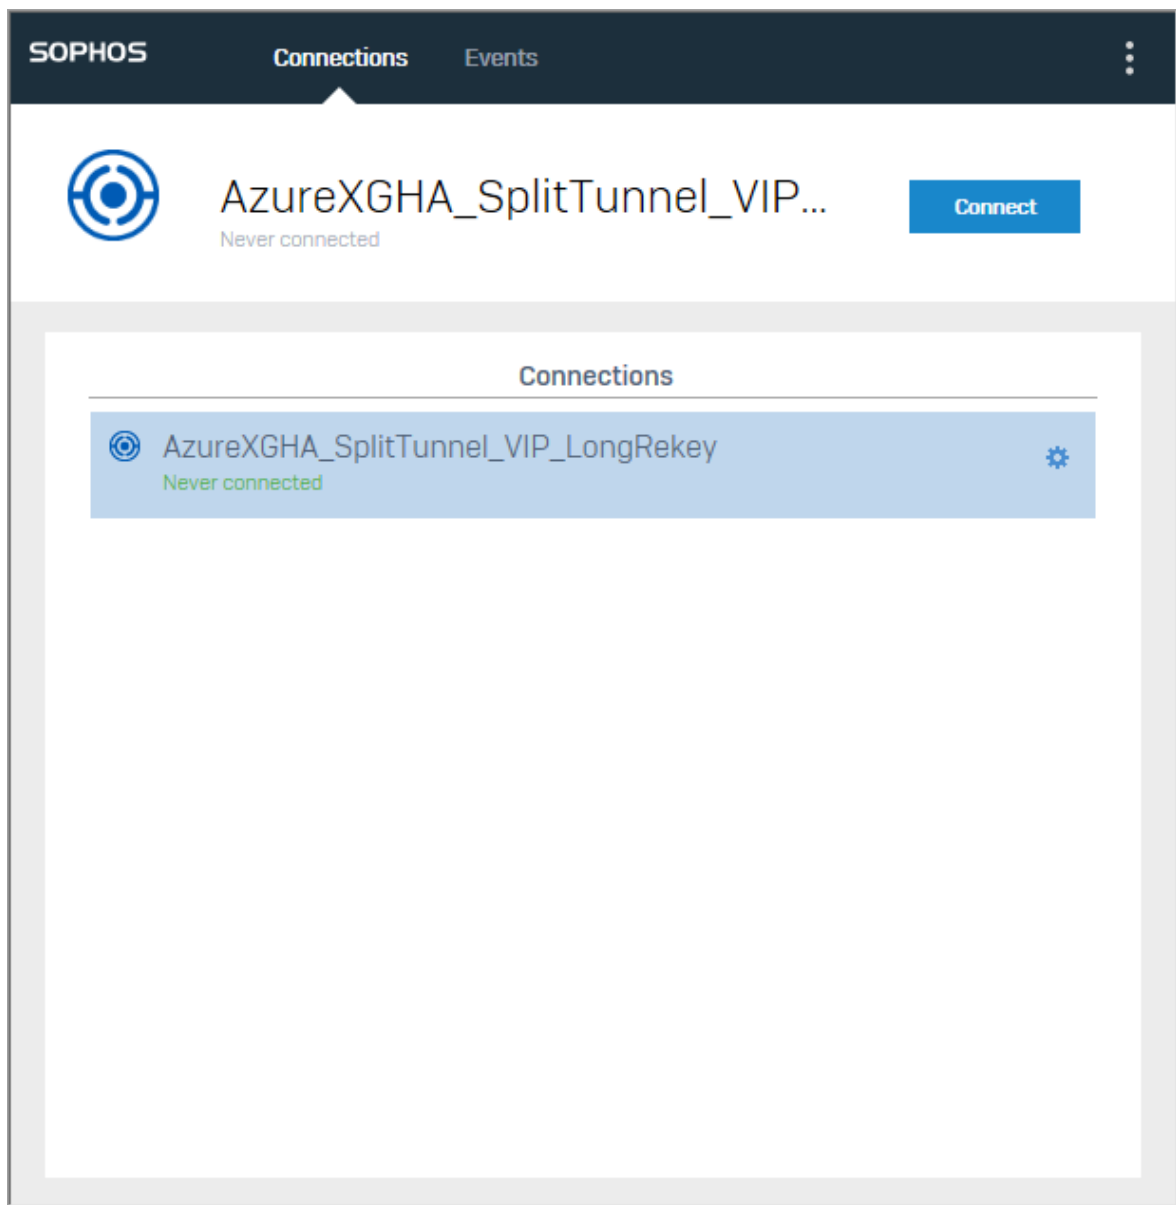 SOPHOS Connections Events
AzureXGHA_SplitTunnel_VIP...
Never connected
Connect
Connections
AzureXGHA_SplitTunnel_VIP_LongRekey
Never connected